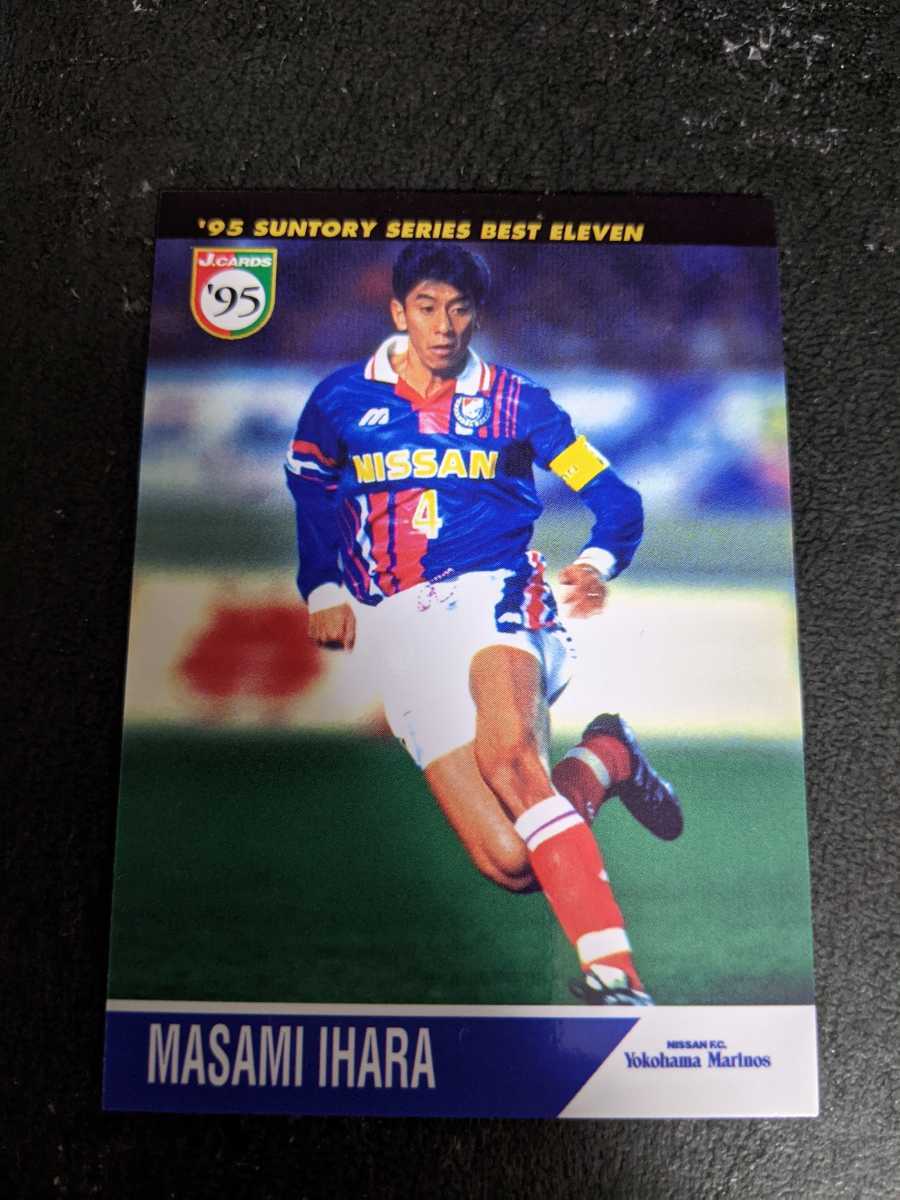 '95 SUNTORY SERIES BEST ELEVEN
J.CARDS
'95
NISSAN
4
MASAMI IHARA
NISSAN F.C.
Yokohama Marinos